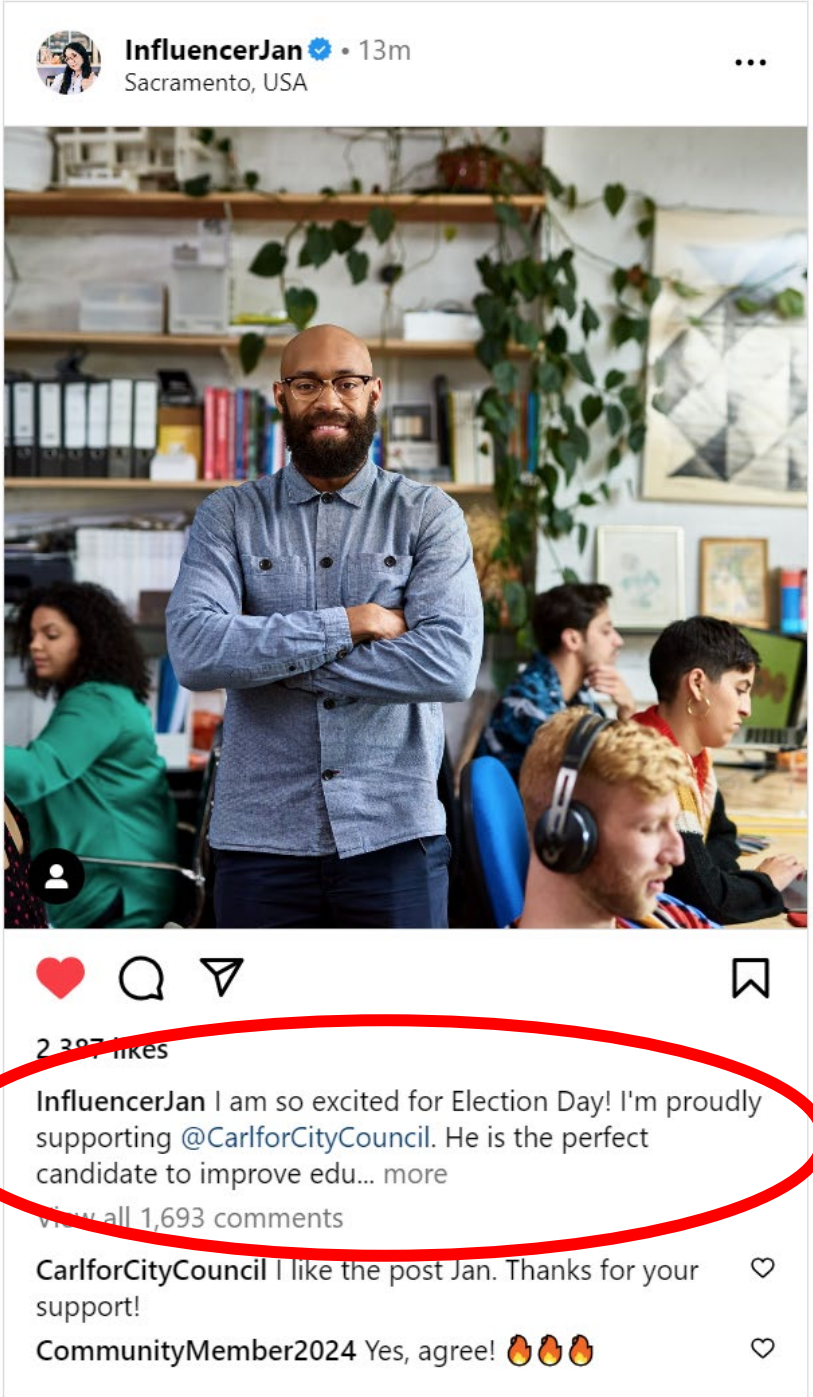 InfluencerJan • 13m
Sacramento, USA
2,387 likes
InfluencerJan I am so excited for Election Day! I'm proudly
supporting @CarlforCityCouncil. He is the perfect
candidate to improve edu... more
View all 1,693 comments
CarlforCityCouncil I like the post Jan. Thanks for your
support!
CommunityMember2024 Yes, agree! 🔥🔥🔥